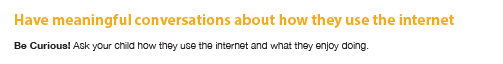 Have meaningful conversations about how they use the internet
Be Curious! Ask your child how they use the internet and what they enjoy doing.